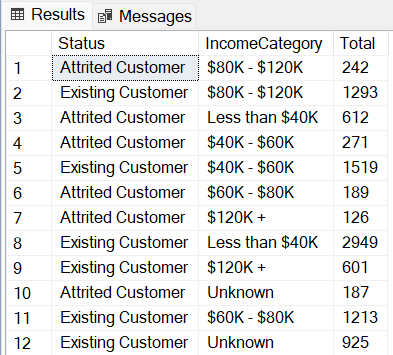 Results Messages
Status IncomeCategory Total
1 Attrited Customer $80K - $120K 242
2 Existing Customer $80K - $120K 1293
3 Attrited Customer Less than $40K 612
4 Attrited Customer $40K - $60K 271
5 Existing Customer $40K - $60K 1519
6 Attrited Customer $60K - $80K 189
7 Attrited Customer $120K + 126
8 Existing Customer Less than $40K 2949
9 Existing Customer $120K + 601
10 Attrited Customer Unknown 187
11 Existing Customer $60K - $80K 1213
12 Existing Customer Unknown 925